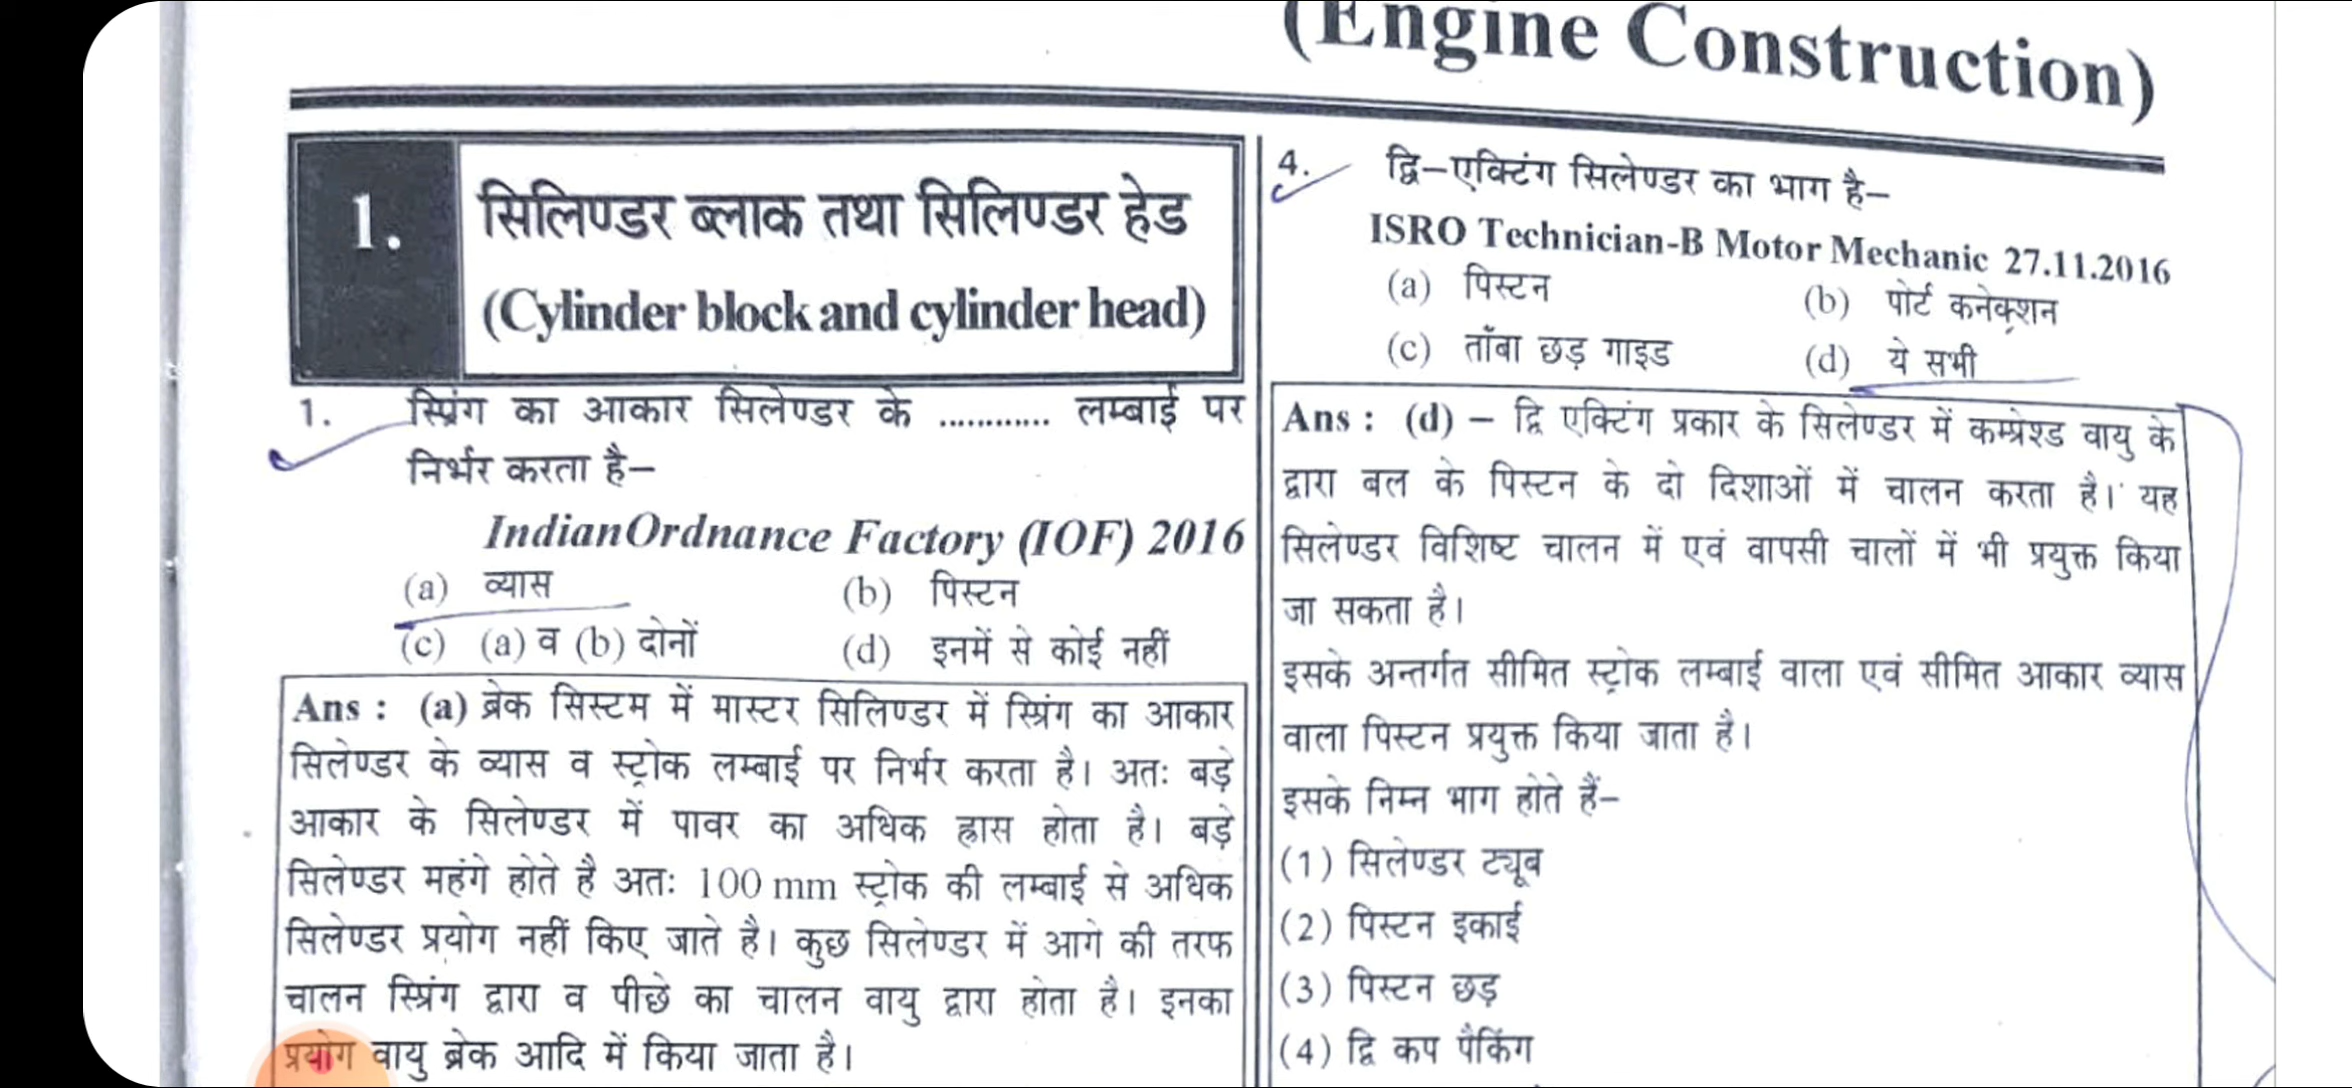 (Engine Construction)
1.
सिलिण्डर ब्लाक तथा सिलिण्डर हेड
(Cylinder block and cylinder head)
1. स्प्रिंग का आकार सिलेण्डर के ............ लम्बाई पर
निर्भर करता है–
Indian Ordnance Factory (IOF) 2016
(a) व्यास (b) पिस्टन
(c) (a) व (b) दोनों (d) इनमें से कोई नहीं
Ans : (a) ब्रेक सिस्टम में मास्टर सिलिण्डर में स्प्रिंग का आकार
सिलेण्डर के व्यास व स्ट्रोक लम्बाई पर निर्भर करता है। अतः बड़े
आकार के सिलेण्डर में पावर का अधिक ह्रास होता है। बड़े
सिलेण्डर महंगे होते है अतः 100 mm स्ट्रोक की लम्बाई से अधिक
सिलेण्डर प्रयोग नहीं किए जाते है। कुछ सिलेण्डर में आगे की तरफ
चालन स्प्रिंग द्वारा व पीछे का चालन वायु द्वारा होता है। इनका
प्रयोग वायु ब्रेक आदि में किया जाता है।
4. द्वि–एक्टिंग सिलेण्डर का भाग है–
ISRO Technician-B Motor Mechanic 27.11.2016
(a) पिस्टन (b) पोर्ट कनेक्शन
(c) ताँबा छड़ गाइड (d) ये सभी
Ans : (d) – द्वि एक्टिंग प्रकार के सिलेण्डर में कम्प्रेश्ड वायु के
द्वारा बल के पिस्टन के दो दिशाओं में चालन करता है। यह
सिलेण्डर विशिष्ट चालन में एवं वापसी चालों में भी प्रयुक्त किया
जा सकता है।
इसके अन्तर्गत सीमित स्ट्रोक लम्बाई वाला एवं सीमित आकार व्यास
वाला पिस्टन प्रयुक्त किया जाता है।
इसके निम्न भाग होते हैं–
(1) सिलेण्डर ट्यूब
(2) पिस्टन इकाई
(3) पिस्टन छड़
(4) द्वि कप पैकिंग